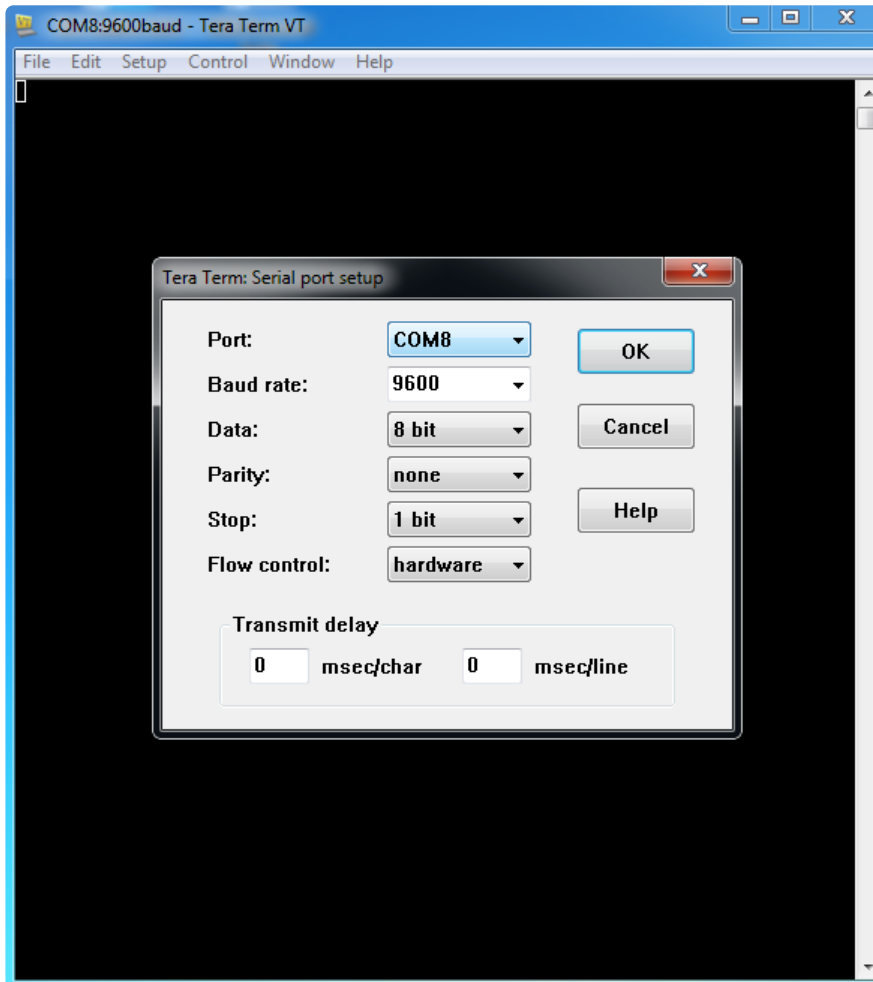 COM8:9600baud - Tera Term VT
File Edit Setup Control Window Help
Tera Term: Serial port setup
Port: COM8
OK
Baud rate: 9600
Data: 8 bit
Cancel
Parity: none
Stop: 1 bit
Help
Flow control: hardware
Transmit delay
0 msec/char 0 msec/line